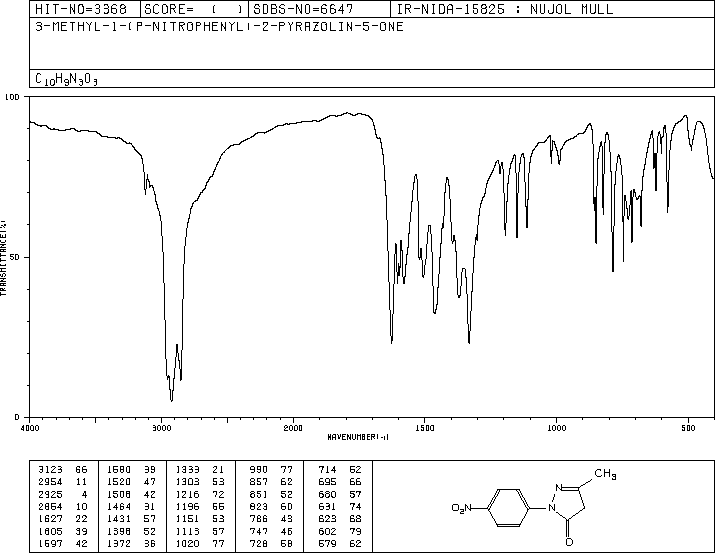 HIT-NO=3368 SCORE= ( ) SDBS-NO=6647 IR-NIDA-15825 : NUJOL MULL
3-METHYL-1-(P-NITROPHENYL)-2-PYRAZOLIN-5-ONE
C10H9N3O3
100
50
0
TRANSMITTANCE(%)
4000 3000 2000 1500 1000 500
WAVENUMBER(-1)
3123 66 1580 39 1333 21 990 77 714 52
2954 11 1520 47 1303 53 857 62 695 66
2925 4 1508 42 1216 72 851 52 680 57
2854 10 1464 31 1196 55 823 60 631 74
1627 22 1431 57 1151 53 786 43 623 68
1605 39 1398 52 1113 57 747 46 602 79
1597 42 1372 36 1020 77 728 58 579 62
CH3
N
O2N
N
O